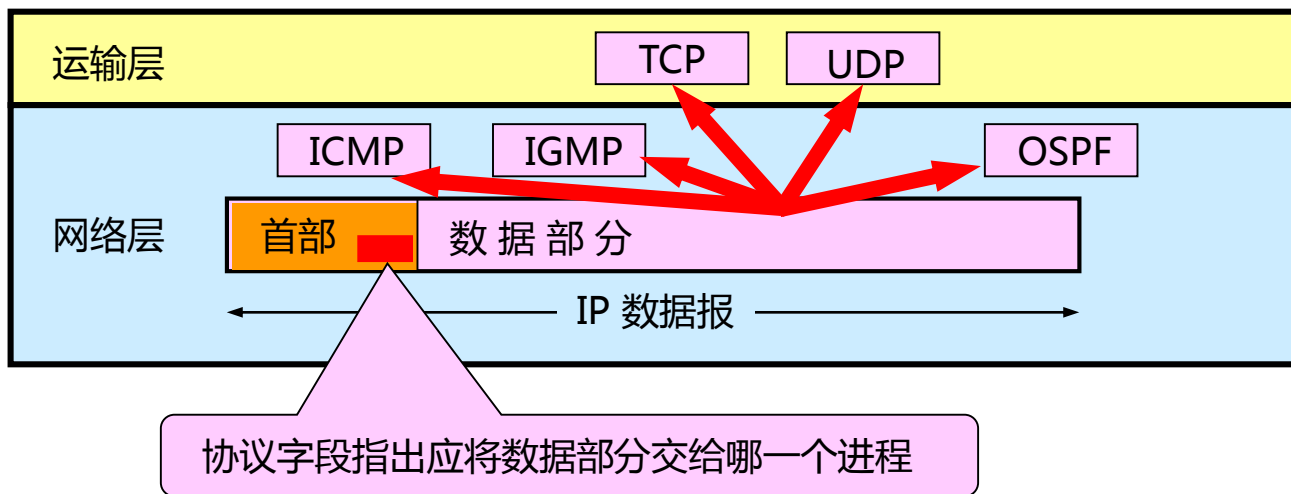 运输层
TCP
UDP
ICMP
IGMP
OSPF
网络层
首部
数据部分
IP 数据报
协议字段指出应将数据部分交给哪一个进程